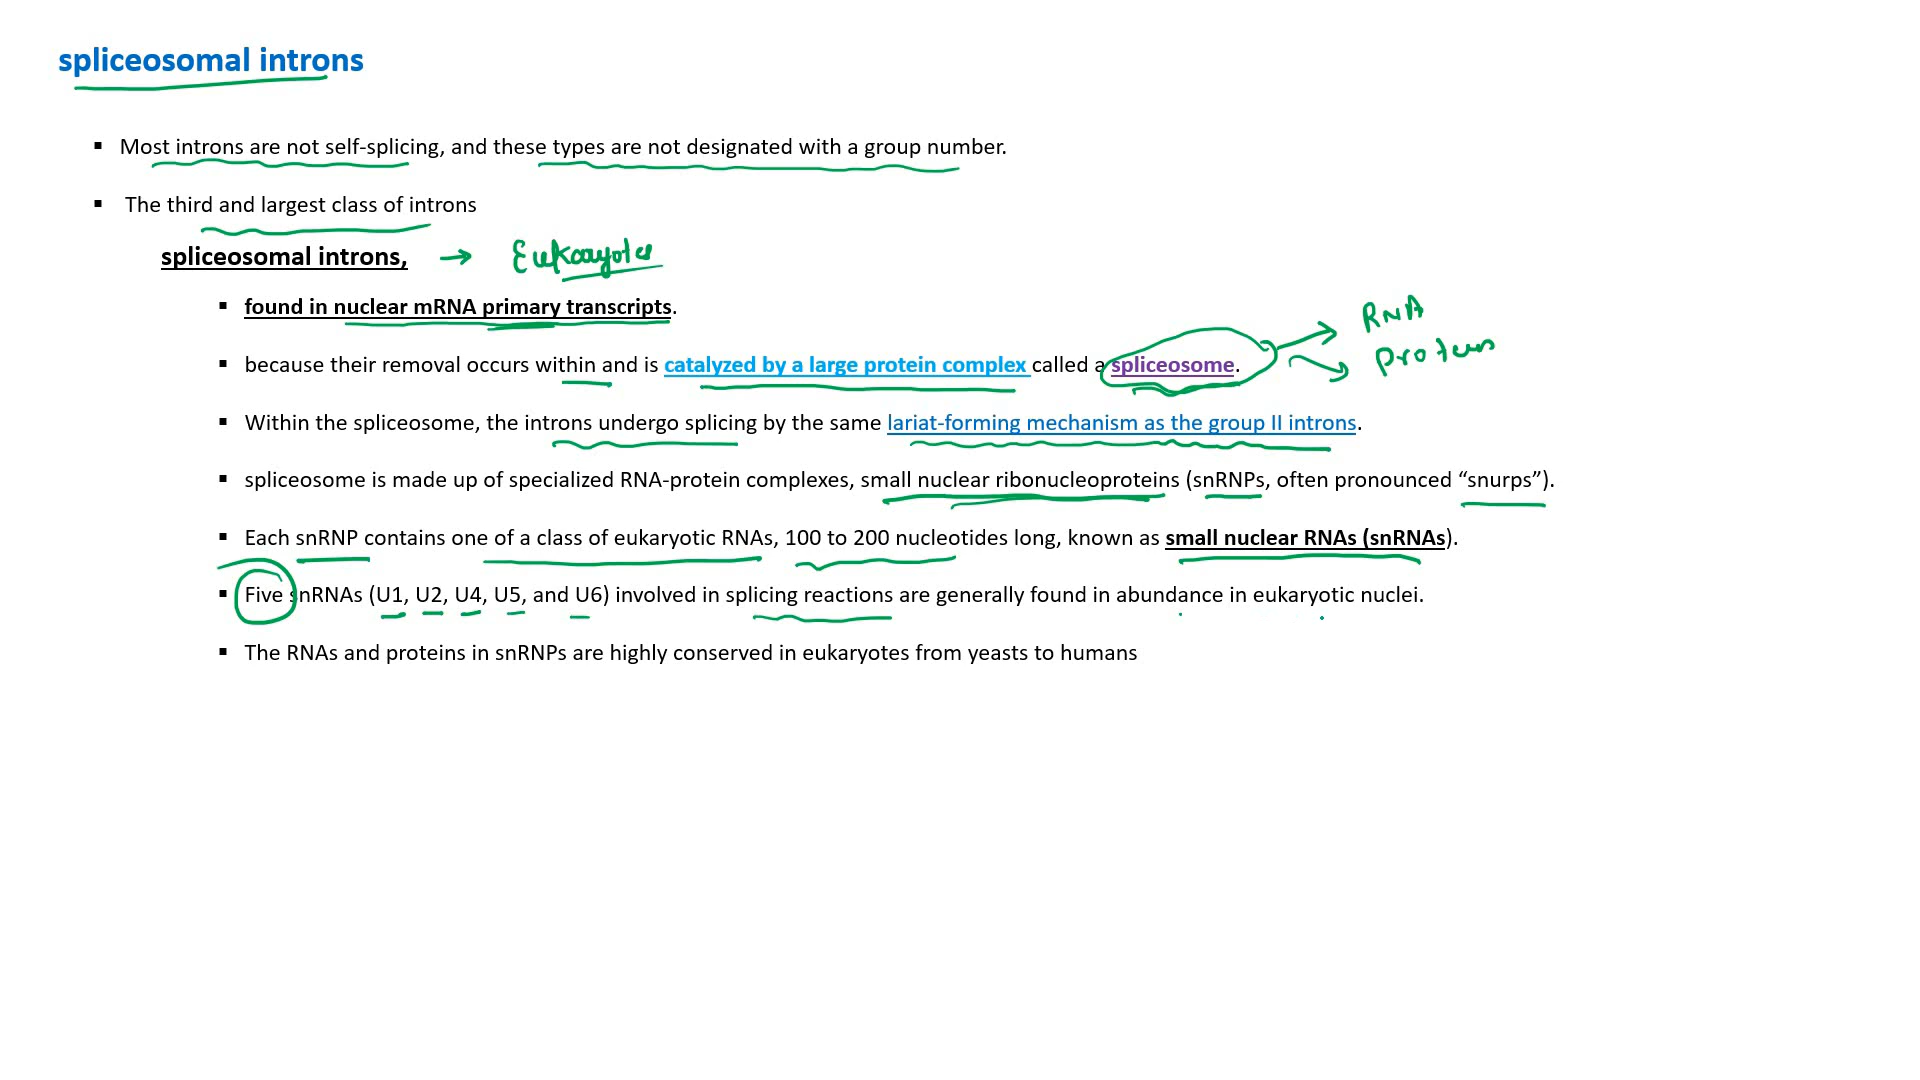 spliceosomal introns
▪ Most introns are not self-splicing, and these types are not designated with a group number.
▪ The third and largest class of introns
spliceosomal introns, → Eukaryotes
▪ found in nuclear mRNA primary transcripts.
RNA
▪ because their removal occurs within and is catalyzed by a large protein complex called a spliceosome.
Proteins
▪ Within the spliceosome, the introns undergo splicing by the same lariat-forming mechanism as the group II introns.
▪ spliceosome is made up of specialized RNA-protein complexes, small nuclear ribonucleoproteins (snRNPs, often pronounced “snurps”).
▪ Each snRNP contains one of a class of eukaryotic RNAs, 100 to 200 nucleotides long, known as small nuclear RNAs (snRNAs).
▪ Five snRNAs (U1, U2, U4, U5, and U6) involved in splicing reactions are generally found in abundance in eukaryotic nuclei.
▪ The RNAs and proteins in snRNPs are highly conserved in eukaryotes from yeasts to humans